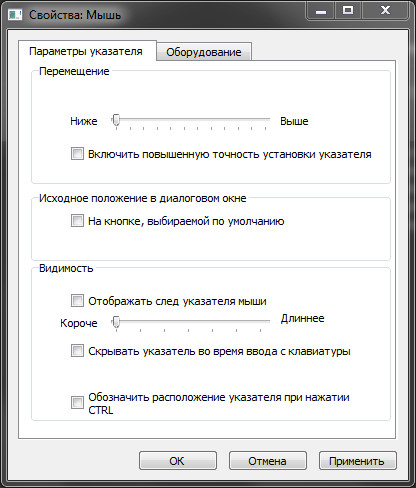 Свойства: Мышь
Параметры указателя
Оборудование
Перемещение
Ниже
Выше
Включить повышенную точность установки указателя
Исходное положение в диалоговом окне
На кнопке, выбираемой по умолчанию
Видимость
Отображать след указателя мыши
Короче
Длиннее
Скрывать указатель во время ввода с клавиатуры
Обозначить расположение указателя при нажатии
CTRL
ОК
Отмена
Применить